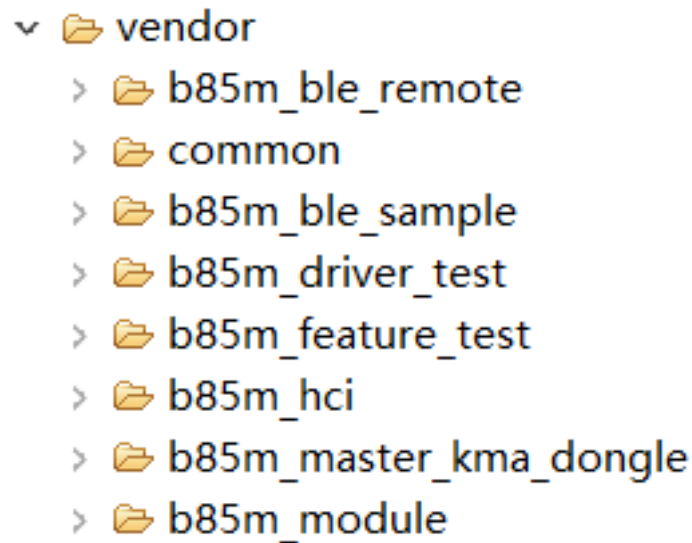 vendor
b85m_ble_remote
common
b85m_ble_sample
b85m_driver_test
b85m_feature_test
b85m_hci
b85m_master_kma_dongle
b85m_module